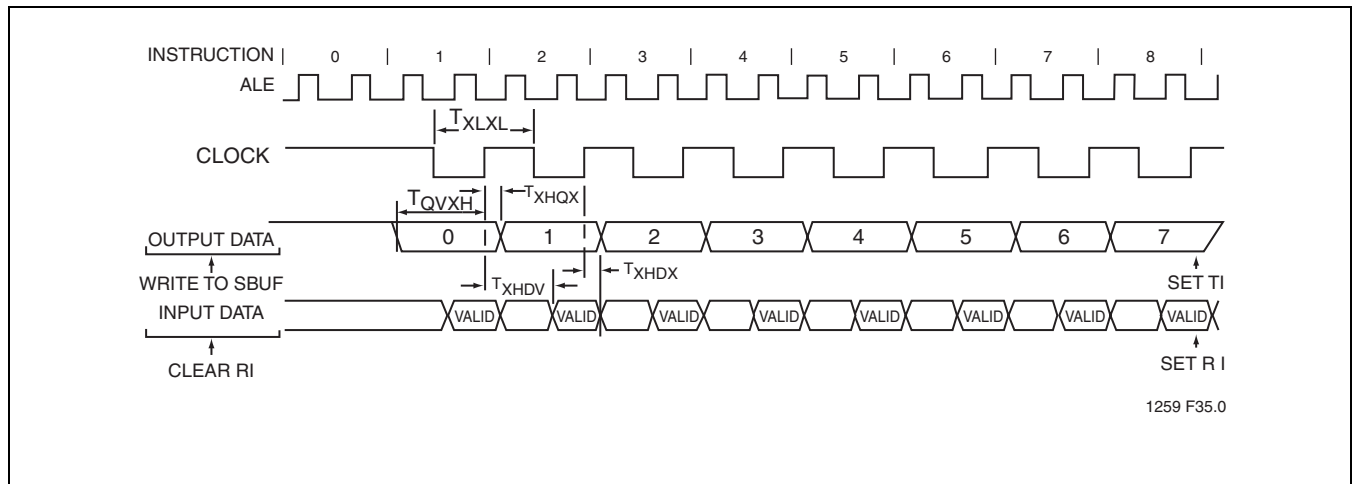 INSTRUCTION | 0 | 1 | 2 | 3 | 4 | 5 | 6 | 7 | 8 |
ALE
TXLXL
CLOCK
TQVXH TXHQX
OUTPUT DATA 0 1 2 3 4 5 6 7
WRITE TO SBUF TXHDV TXHDX SET TI
INPUT DATA VALID VALID VALID VALID VALID VALID VALID VALID
CLEAR RI SET R I
1259 F35.0